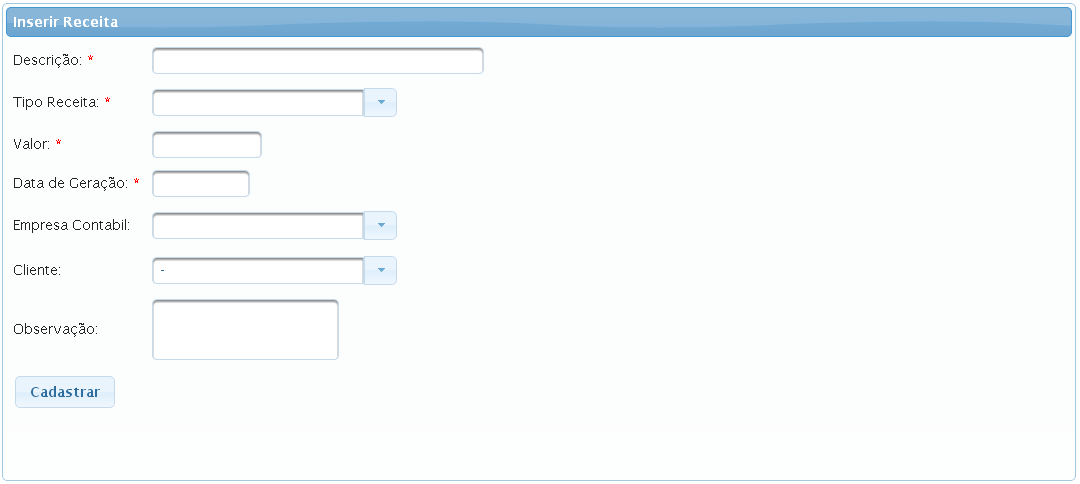 Inserir Receita
Descrição: *
Tipo Receita: *
Valor: *
Data de Geração: *
Empresa Contabil:
Cliente: -
Observação:
Cadastrar